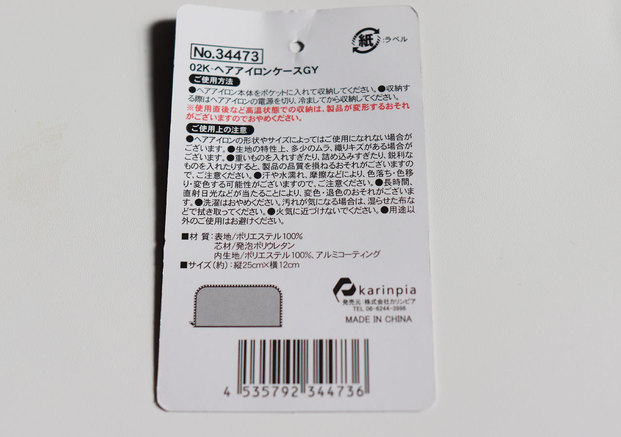 No.34473
紙 :ラベル
02K-ヘアアイロンケースGY
ご使用方法
●ヘアアイロン本体をポケットに入れて収納してください。●収納す
る際はヘアアイロンの電源を切り、冷ましてから収納してください。
※使用直後など高温状態での収納は、製品が変形するおそれ
がございますのでおやめください。
ご使用上の注意
●ヘアアイロンの形状やサイズによってはご使用になれない場合が
ございます。●生地の特性上、多少のムラ、織りキズがある場合が
ございます。●重いものを入れすぎたり、詰め込みすぎたり、鋭利な
ものを入れたりすると、製品の品質を損ねるおそれがございますの
で、ご注意ください。●汗や水濡れ、摩擦などにより、色落ち・色移
り・変色する可能性がございますので、ご注意ください。●長時間、
直射日光などが当たることにより、変色・退色のおそれがございま
す。●洗濯はおやめください。汚れが気になる場合は、湿らせた布な
どで拭き取ってください。●火気に近づけないでください。●用途以
外のご使用はお避けください。
■材 質：表地/ポリエステル100%
芯材/発泡ポリウレタン
内生地/ポリエステル100%、アルミコーティング
■サイズ（約）：縦25cm×横12cm
karinpia
発売元：株式会社カリンピア
TEL 06-6244-3998
MADE IN CHINA
4 535792 344736